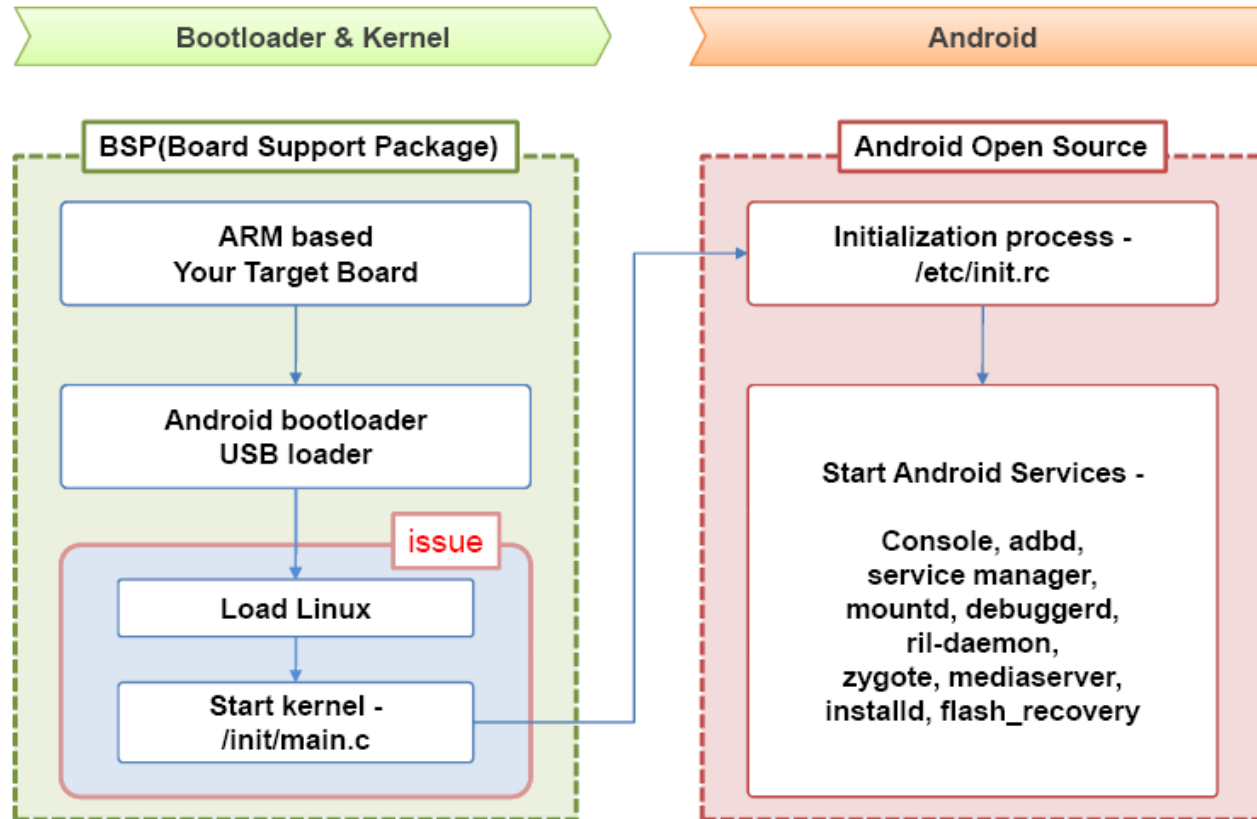 Bootloader & Kernel
Android
BSP(Board Support Package)
ARM based
Your Target Board
Android bootloader
USB loader
issue
Load Linux
Start kernel -
/init/main.c
Android Open Source
Initialization process -
/etc/init.rc
Start Android Services -
Console, adbd,
service manager,
mountd, debuggerd,
ril-daemon,
zygote, mediaserver,
installd, flash_recovery